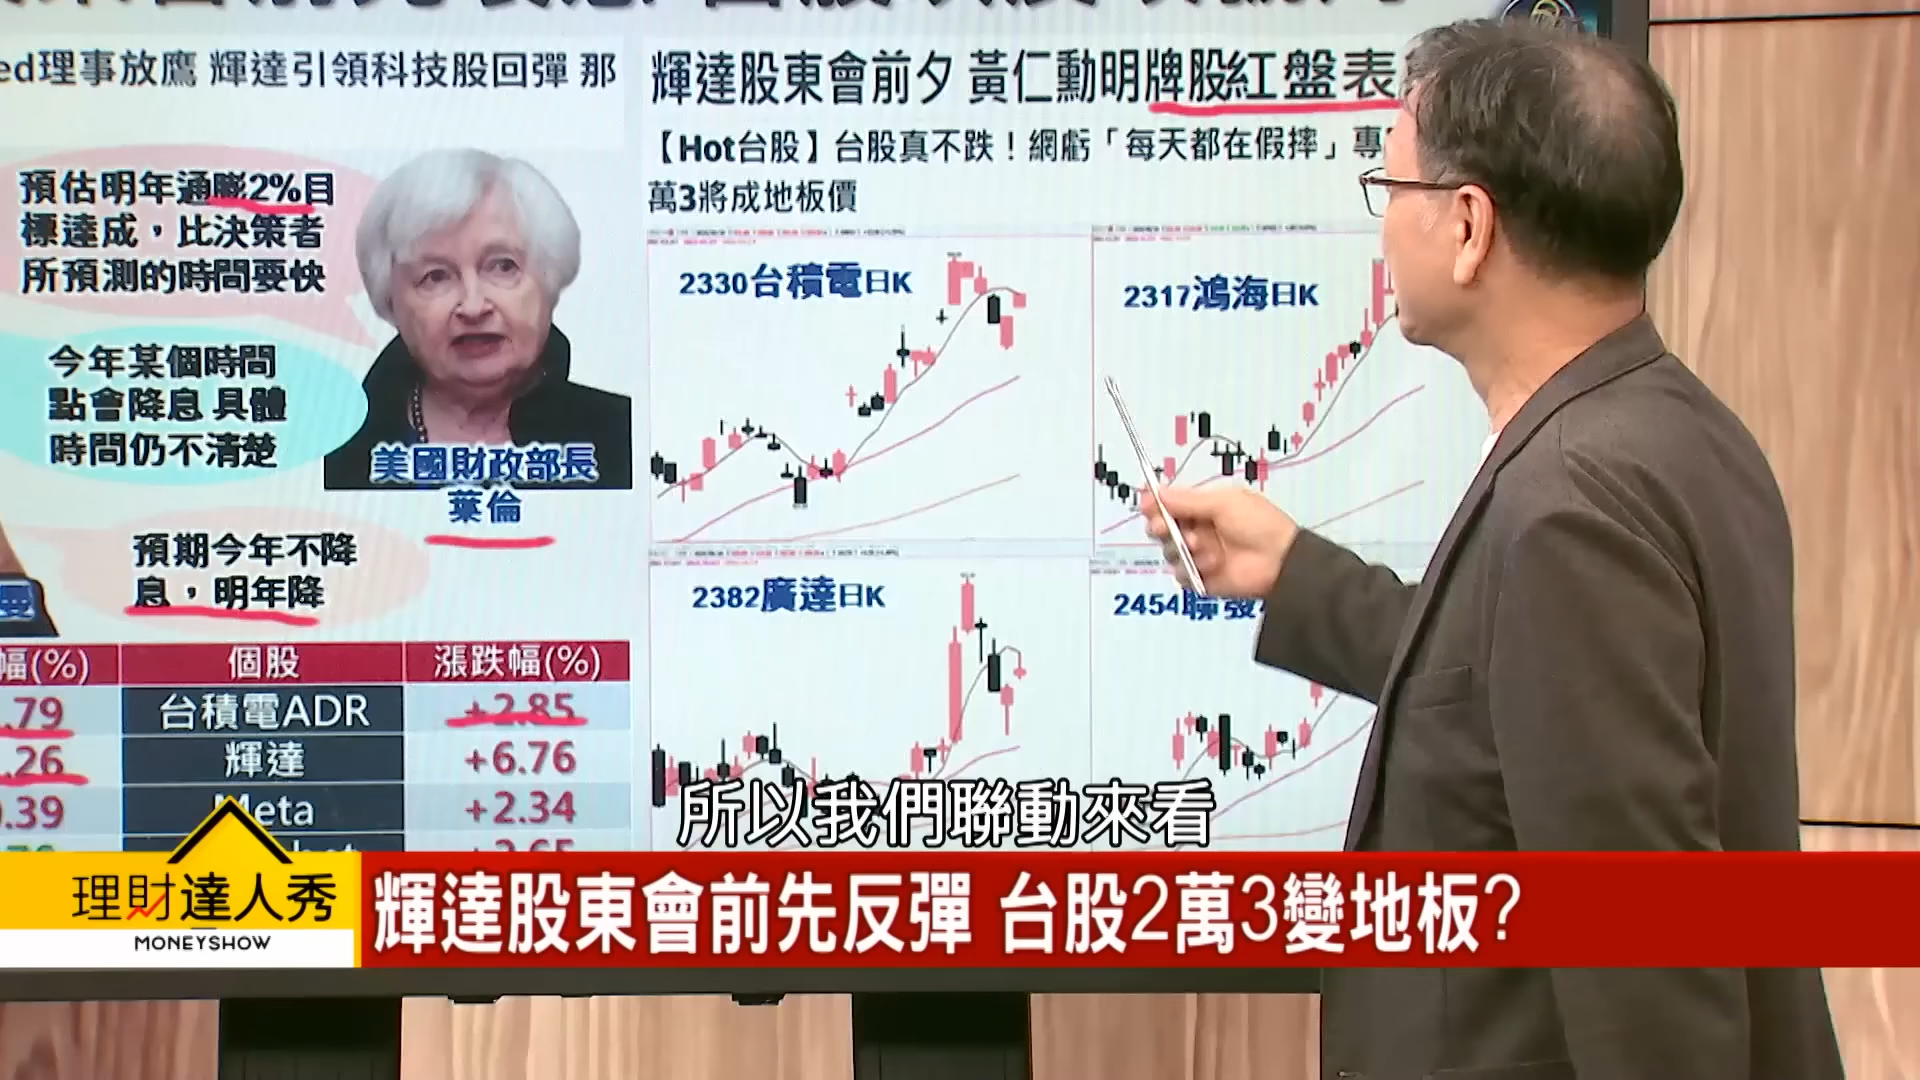 ed理事放鷹 輝達引領科技股回彈 那
輝達股東會前夕 黃仁勳明牌股紅盤表
【Hot台股】台股真不跌！網虧「每天都在假摔」專
萬3將成地板價
預估明年通膨2%目
標達成，比決策者
所預測的時間要快
今年某個時間
點會降息 具體
時間仍不清楚
美國財政部長
葉倫
預期今年不降
息，明年降
曼
2330台積電日K
2317鴻海日K
2382廣達日K
2454聯發
幅(%) 個股 漲跌幅(%)
.79 台積電ADR +2.85
.26 輝達 +6.76
.39 Meta +2.34
+2.65
所以我們聯動來看
理財達人秀
MONEYSHOW
輝達股東會前先反彈 台股2萬3變地板?